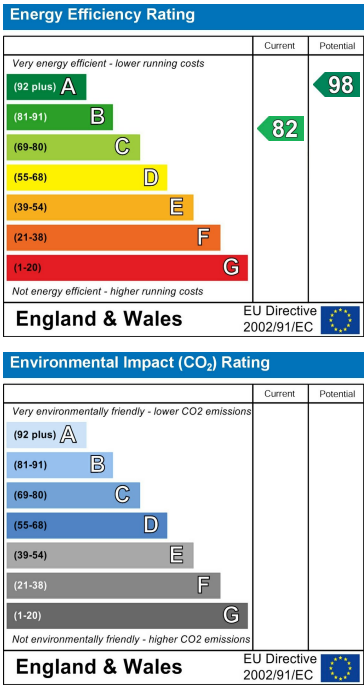 Energy Efficiency Rating
Current Potential
Very energy efficient - lower running costs
(92 plus) A
98
(81-91) B
82
(69-80) C
(55-68) D
(39-54) E
(21-38) F
(1-20) G
Not energy efficient - higher running costs
England & Wales
EU Directive
2002/91/EC
Environmental Impact (CO₂) Rating
Current Potential
Very environmentally friendly - lower CO2 emissions
(92 plus) A
(81-91) B
(69-80) C
(55-68) D
(39-54) E
(21-38) F
(1-20) G
Not environmentally friendly - higher CO2 emissions
England & Wales
EU Directive
2002/91/EC